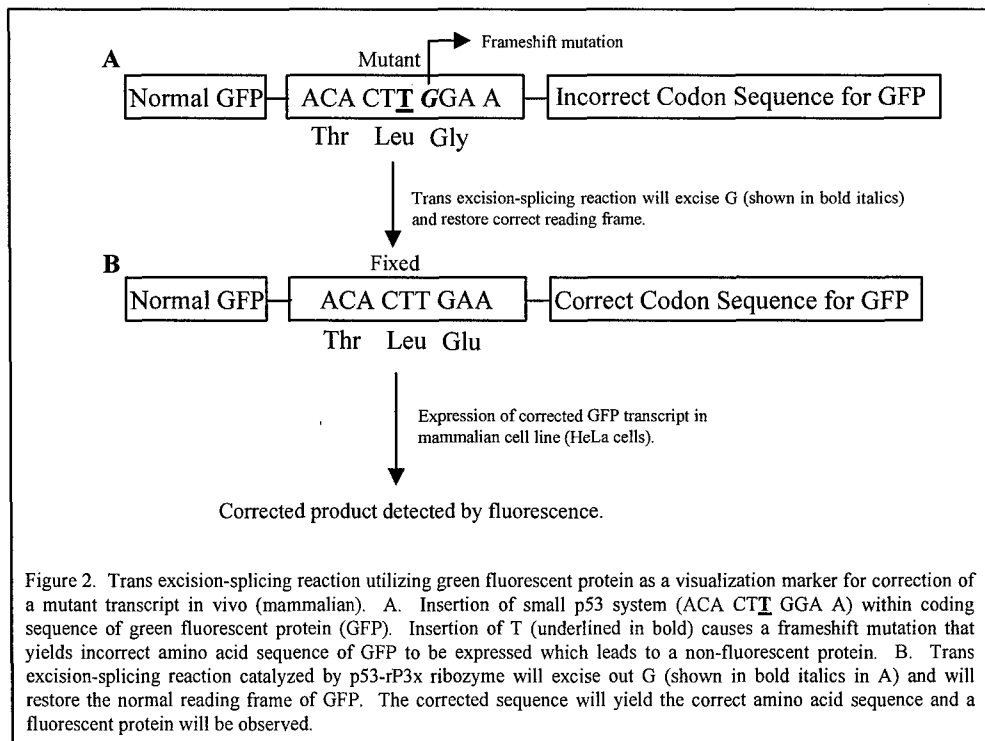 Frameshift mutation
A
Mutant
Normal GFP
ACA CTT GGA A
Incorrect Codon Sequence for GFP
Thr Leu Gly
Trans excision-splicing reaction will excise G (shown in bold italics)
and restore correct reading frame.
B
Fixed
Normal GFP
ACA CTT GAA
Correct Codon Sequence for GFP
Thr Leu Glu
Expression of corrected GFP transcript in
mammalian cell line (HeLa cells).
Corrected product detected by fluorescence.
Figure 2. Trans excision-splicing reaction utilizing green fluorescent protein as a visualization marker for correction of
a mutant transcript in vivo (mammalian). A. Insertion of small p53 system (ACA CTT GGA A) within coding
sequence of green fluorescent protein (GFP). Insertion of T (underlined in bold) causes a frameshift mutation that
yields incorrect amino acid sequence of GFP to be expressed which leads to a non-fluorescent protein. B. Trans
excision-splicing reaction catalyzed by p53-rP3x ribozyme will excise out G (shown in bold italics in A) and will
restore the normal reading frame of GFP. The corrected sequence will yield the correct amino acid sequence and a
fluorescent protein will be observed.